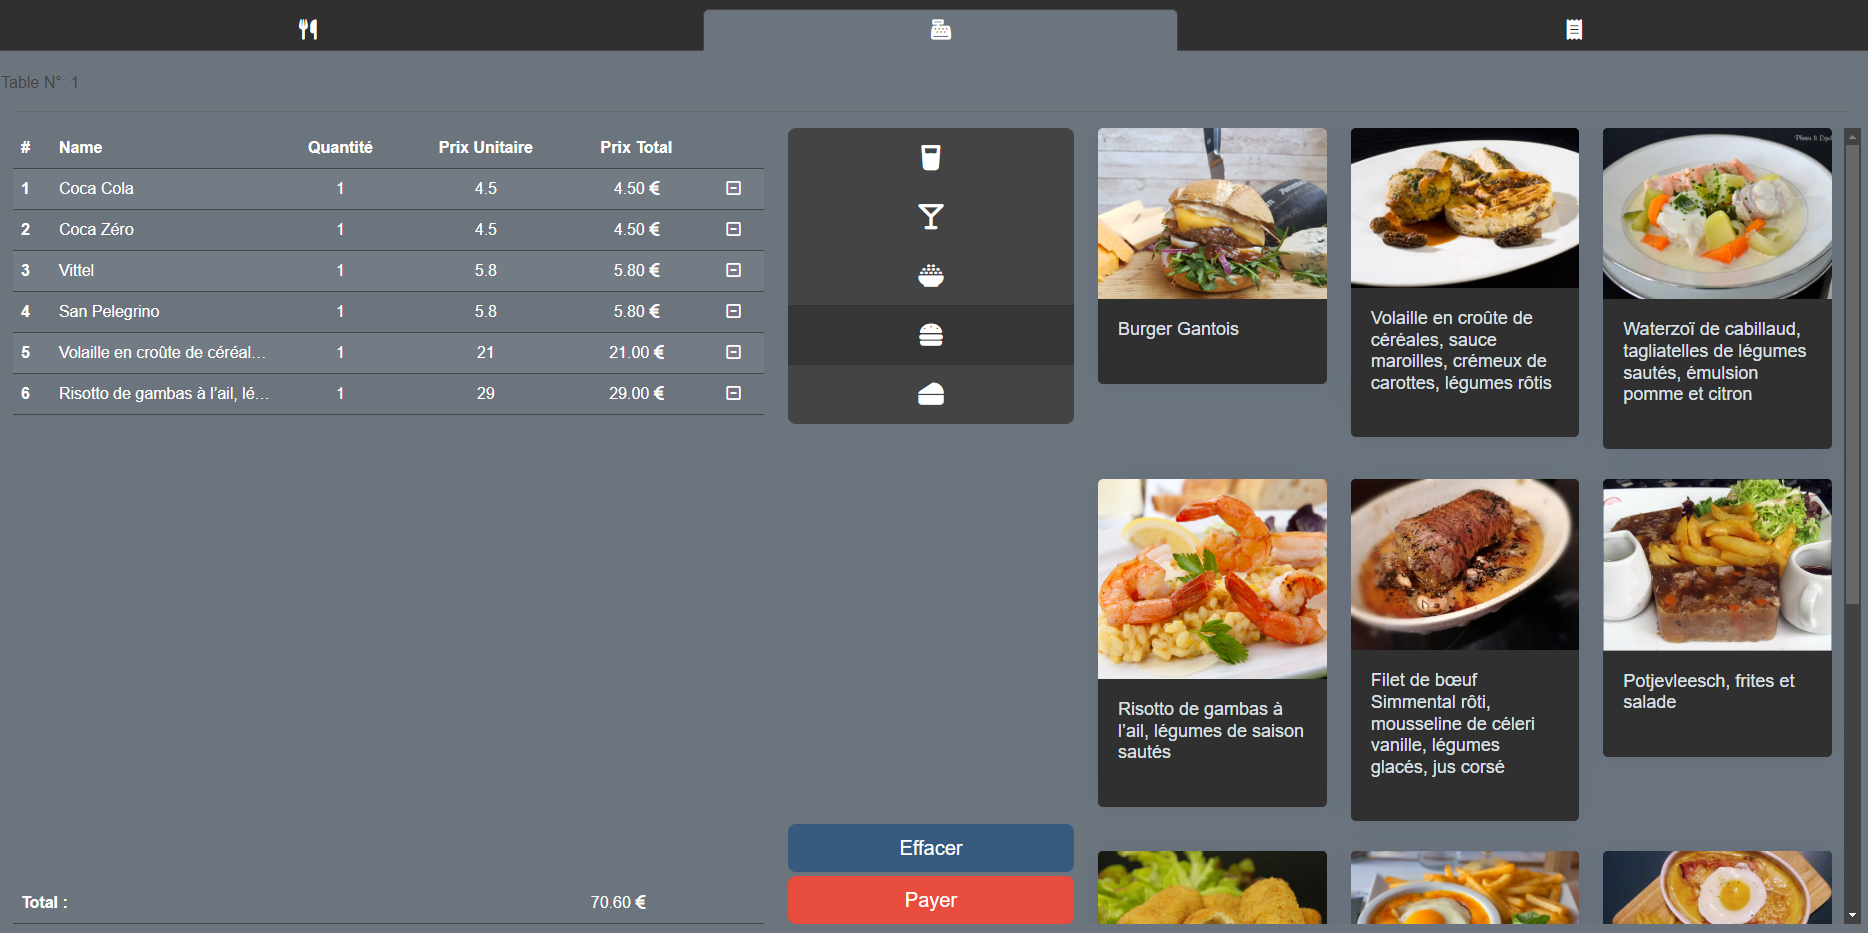 Table N°: 1
# Name Quantité Prix Unitaire Prix Total
1 Coca Cola 1 4.5 4.50 €
2 Coca Zéro 1 4.5 4.50 €
3 Vittel 1 5.8 5.80 €
4 San Pelegrino 1 5.8 5.80 €
5 Volaille en croûte de céréal... 1 21 21.00 €
6 Risotto de gambas à l'ail, lé... 1 29 29.00 €
Total : 70.60 €
Effacer
Payer
Burger Gantois
Volaille en croûte de
céréales, sauce
maroilles, crémeux de
carottes, légumes rôtis
Waterzoï de cabillaud,
tagliatelles de légumes
sautés, émulsion
pomme et citron
Risotto de gambas à
l'ail, légumes de saison
sautés
Filet de bœuf
Simmental rôti,
mousseline de céleri
vanille, légumes
glacés, jus corsé
Potjevleesch, frites et
salade